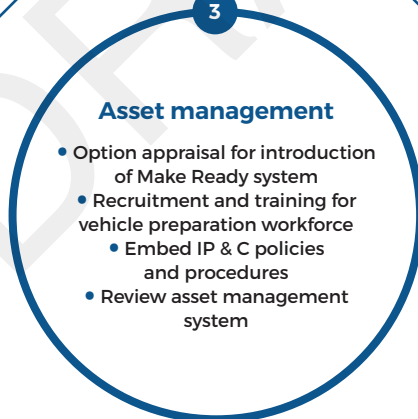 3
Asset management
• Option appraisal for introduction
of Make Ready system
• Recruitment and training for
vehicle preparation workforce
• Embed IP & C policies
and procedures
• Review asset management
system